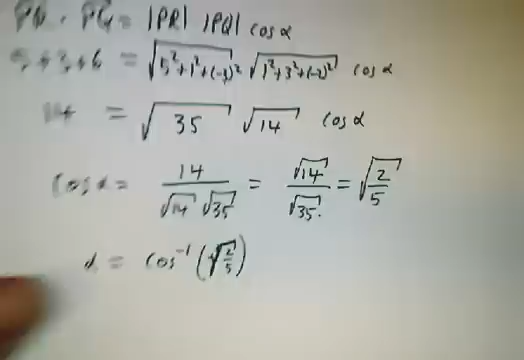 PR · PQ = |PR| |PQ| cos α
5 + 3 + 6 = √5²+1²+(-3)² √1²+3²+(-2)² cos α
14 = √35 √14 cos α
cos α = 14/(√14 √35) = √14/√35. = √(2/5)
α = cos⁻¹(√(2/5))